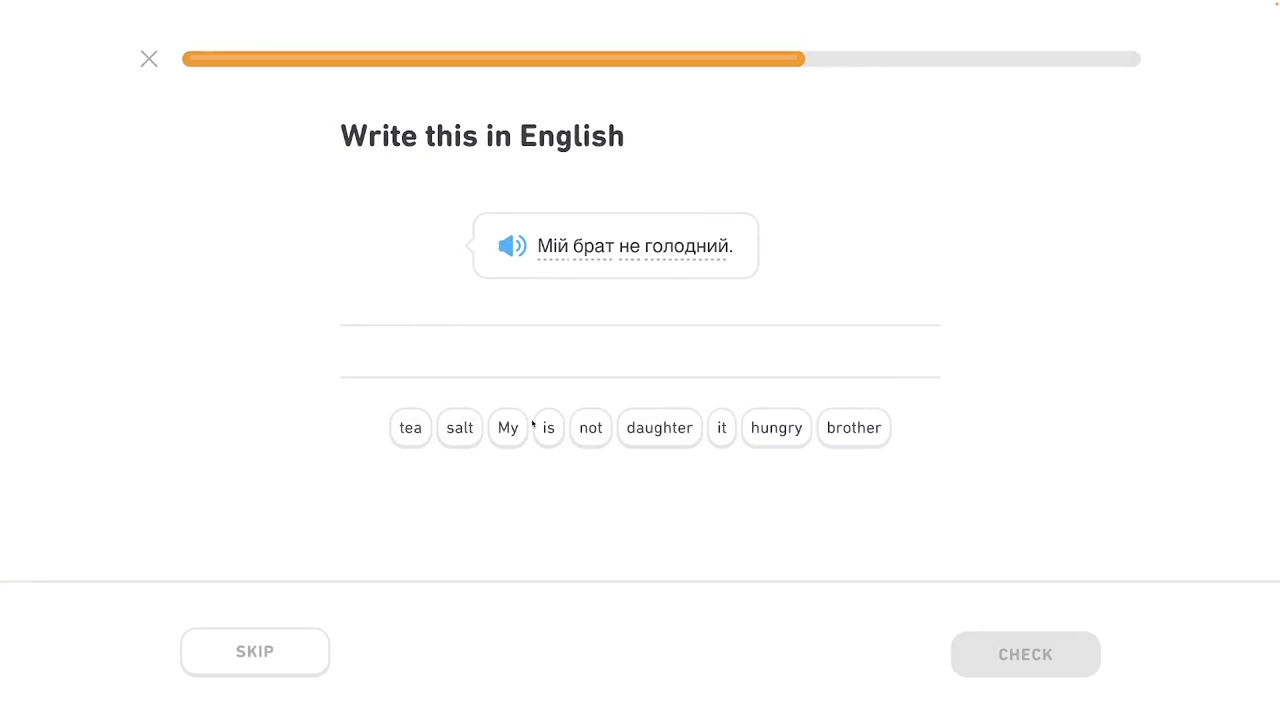 Write this in English
Мій брат не голодний.
tea salt My is not daughter it hungry brother
SKIP CHECK